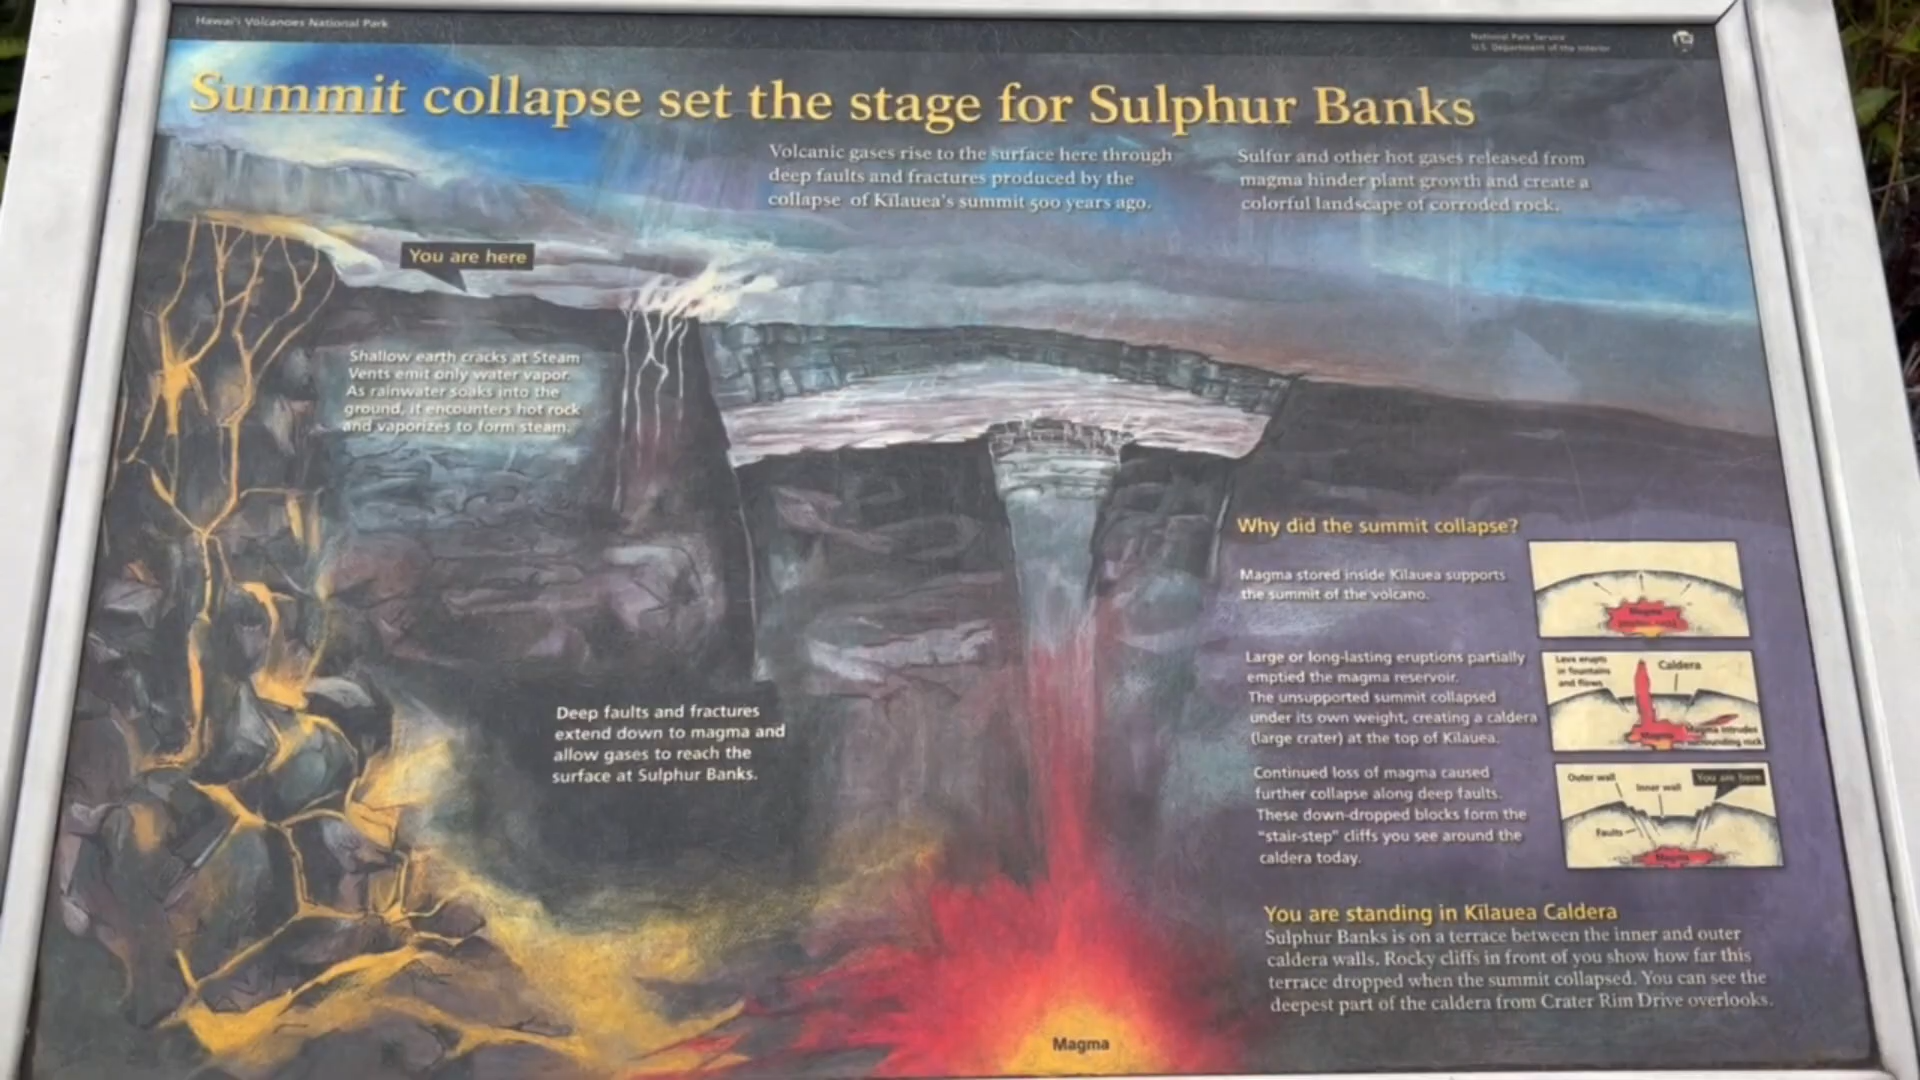 Hawai'i Volcanoes National Park
National Park Service
U.S. Department of the Interior
Summit collapse set the stage for Sulphur Banks
Volcanic gases rise to the surface here through
deep faults and fractures produced by the
collapse of Kīlauea's summit 500 years ago.
Sulfur and other hot gases released from
magma hinder plant growth and create a
colorful landscape of corroded rock.
You are here
Shallow earth cracks at Steam
Vents emit only water vapor.
As rainwater soaks into the
ground, it encounters hot rock
and vaporizes to form steam.
Deep faults and fractures
extend down to magma and
allow gases to reach the
surface at Sulphur Banks.
Magma
Why did the summit collapse?
Magma stored inside Kīlauea supports
the summit of the volcano.
Magma
Large or long-lasting eruptions partially
emptied the magma reservoir.
The unsupported summit collapsed
under its own weight, creating a caldera
(large crater) at the top of Kīlauea.
Lava erupts
in fountains
and flows
Caldera
Magma
Magma intrudes
surrounding rock
Continued loss of magma caused
further collapse along deep faults.
These down-dropped blocks form the
"stair-step" cliffs you see around the
caldera today.
Outer wall
Inner wall
You are here
Faults
Magma
You are standing in Kīlauea Caldera
Sulphur Banks is on a terrace between the inner and outer
caldera walls. Rocky cliffs in front of you show how far this
terrace dropped when the summit collapsed. You can see the
deepest part of the caldera from Crater Rim Drive overlooks.